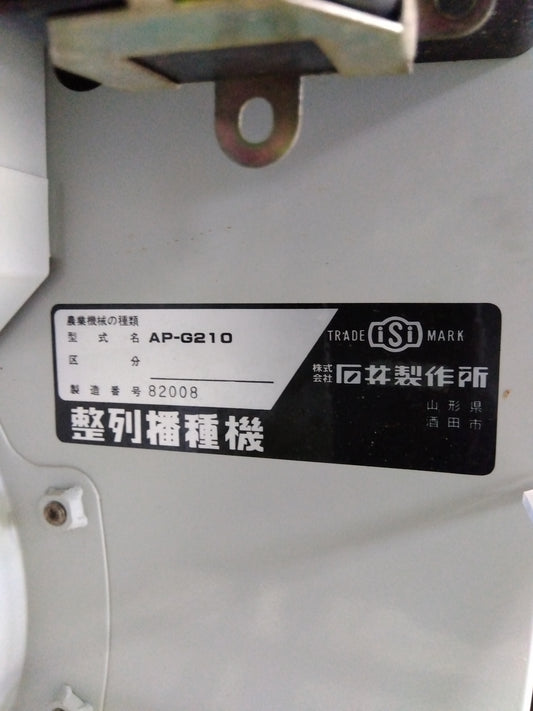 農業機械の種類
型式名 AP-G210
区分
製造番号 82008
整列播種機
TRADE iSi MARK
株式会社 石井製作所
山形県
酒田市